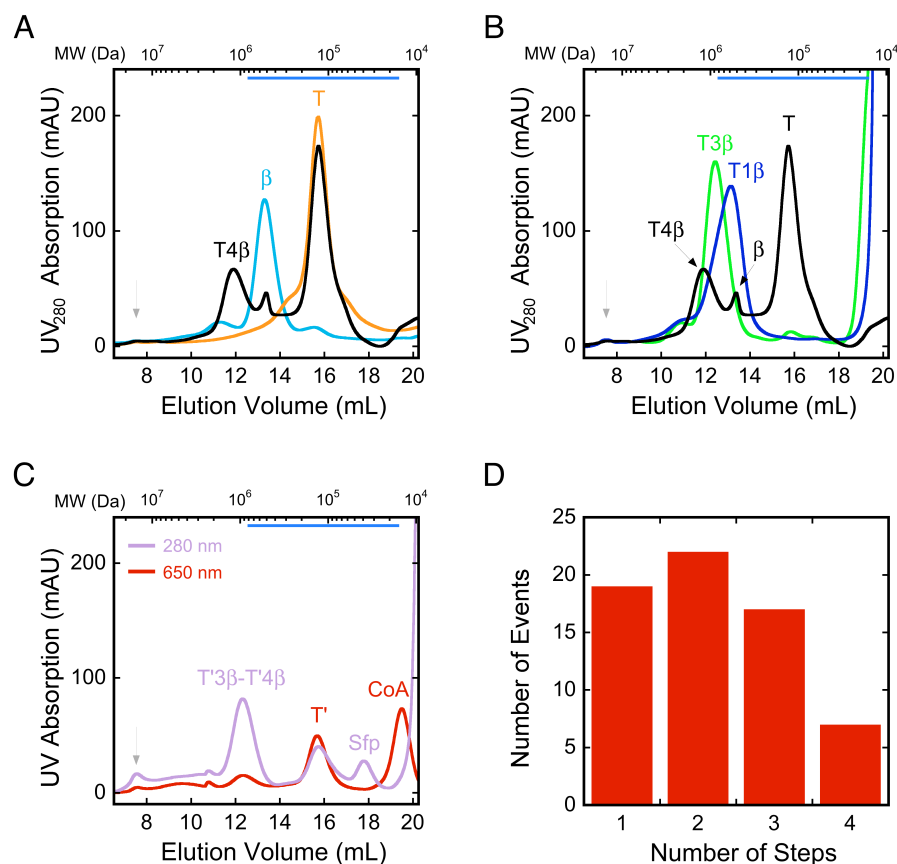 A
MW (Da) 10⁷ 10⁶ 10⁵ 10⁴
UV₂₈₀ Absorption (mAU)
200
100
0
T
β
T4β
8 10 12 14 16 18 20
Elution Volume (mL)
B
MW (Da) 10⁷ 10⁶ 10⁵ 10⁴
UV₂₈₀ Absorption (mAU)
200
100
0
T
T3β
T1β
T4β
β
8 10 12 14 16 18 20
Elution Volume (mL)
C
MW (Da) 10⁷ 10⁶ 10⁵ 10⁴
UV Absorption (mAU)
200
100
0
280 nm
650 nm
T'3β-T'4β
T'
Sfp
CoA
8 10 12 14 16 18 20
Elution Volume (mL)
D
Number of Events
25
20
15
10
5
0
1 2 3 4
Number of Steps